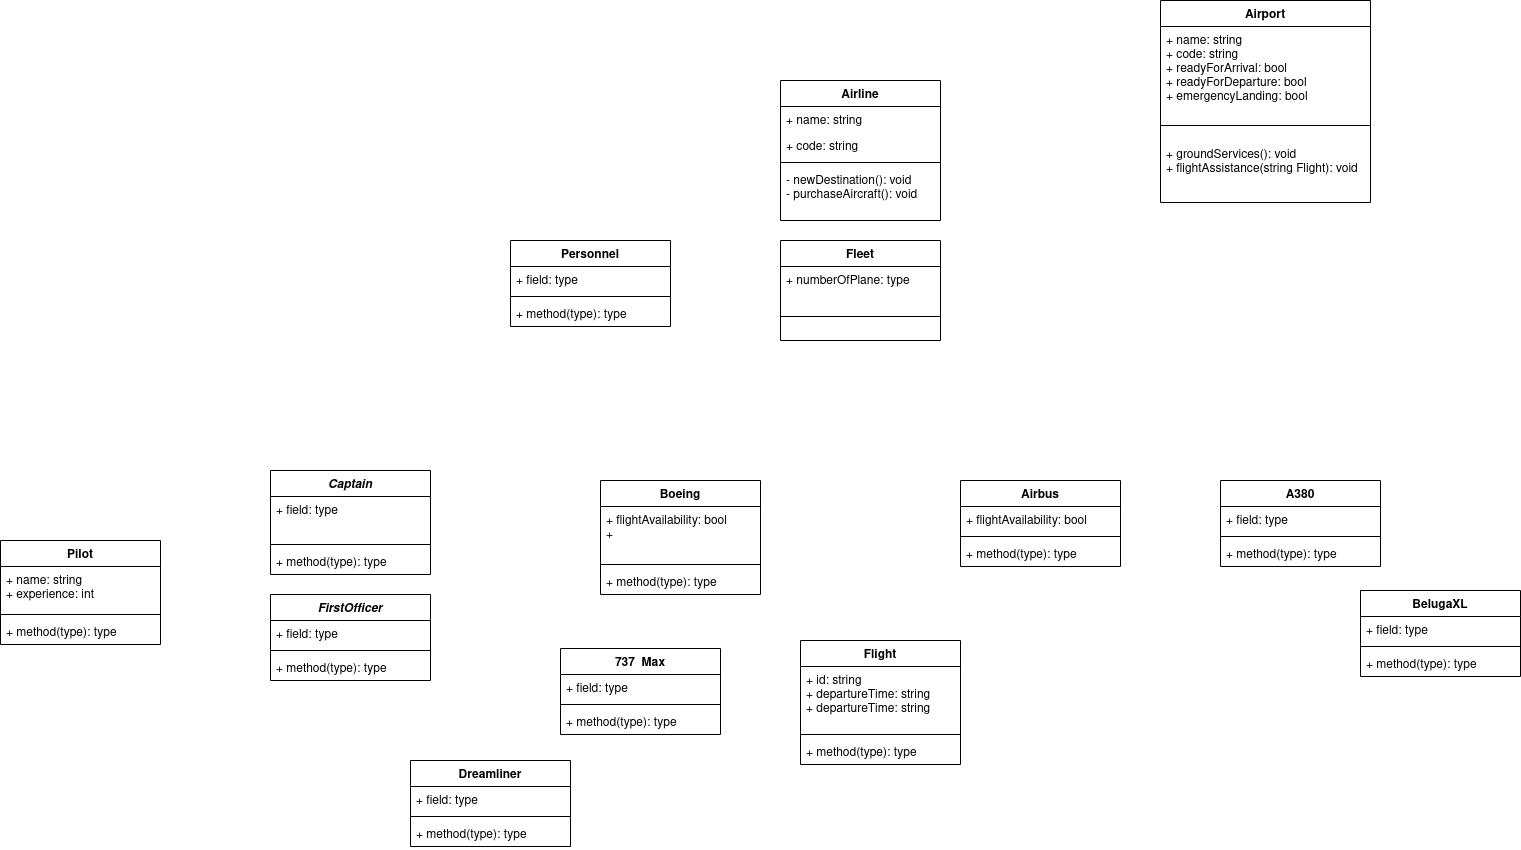 Airport
+ name: string
+ code: string
+ readyForArrival: bool
+ readyForDeparture: bool
+ emergencyLanding: bool
+ groundServices(): void
+ flightAssistance(string Flight): void
Airline
+ name: string
+ code: string
- newDestination(): void
- purchaseAircraft(): void
Personnel
+ field: type
+ method(type): type
Fleet
+ numberOfPlane: type
Captain
+ field: type
+ method(type): type
Boeing
+ flightAvailability: bool
+
+ method(type): type
Airbus
+ flightAvailability: bool
+ method(type): type
A380
+ field: type
+ method(type): type
Pilot
+ name: string
+ experience: int
+ method(type): type
FirstOfficer
+ field: type
+ method(type): type
BelugaXL
+ field: type
+ method(type): type
737 Max
+ field: type
+ method(type): type
Flight
+ id: string
+ departureTime: string
+ departureTime: string
+ method(type): type
Dreamliner
+ field: type
+ method(type): type